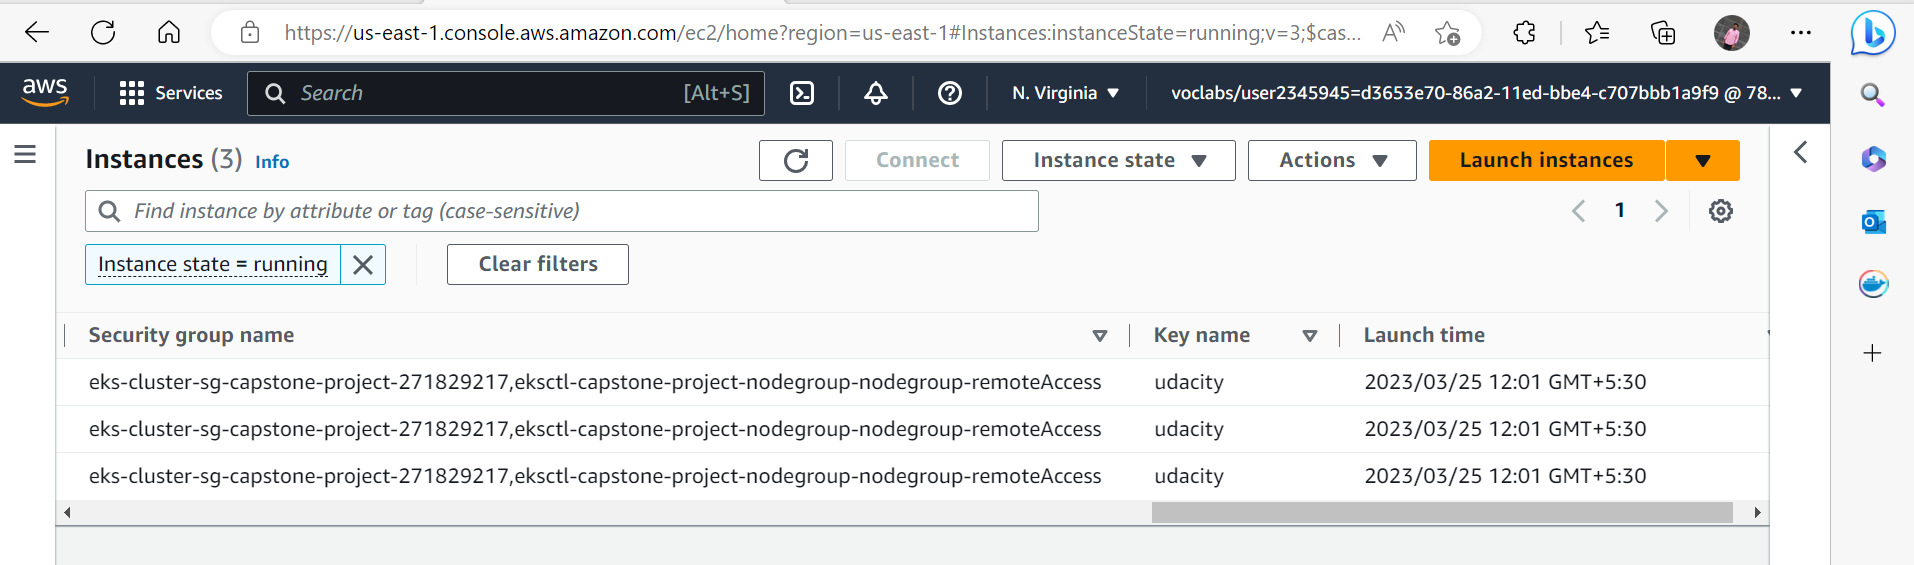 https://us-east-1.console.aws.amazon.com/ec2/home?region=us-east-1#Instances:instanceState=running;v=3;$cas...
aws Services Search [Alt+S] N. Virginia voclabs/user2345945=d3653e70-86a2-11ed-bbe4-c707bbb1a9f9 @ 78...
Instances (3) Info Connect Instance state Actions Launch instances
Find instance by attribute or tag (case-sensitive) 1
Instance state = running Clear filters
Security group name Key name Launch time
eks-cluster-sg-capstone-project-271829217,eksctl-capstone-project-nodegroup-nodegroup-remoteAccess udacity 2023/03/25 12:01 GMT+5:30
eks-cluster-sg-capstone-project-271829217,eksctl-capstone-project-nodegroup-nodegroup-remoteAccess udacity 2023/03/25 12:01 GMT+5:30
eks-cluster-sg-capstone-project-271829217,eksctl-capstone-project-nodegroup-nodegroup-remoteAccess udacity 2023/03/25 12:01 GMT+5:30